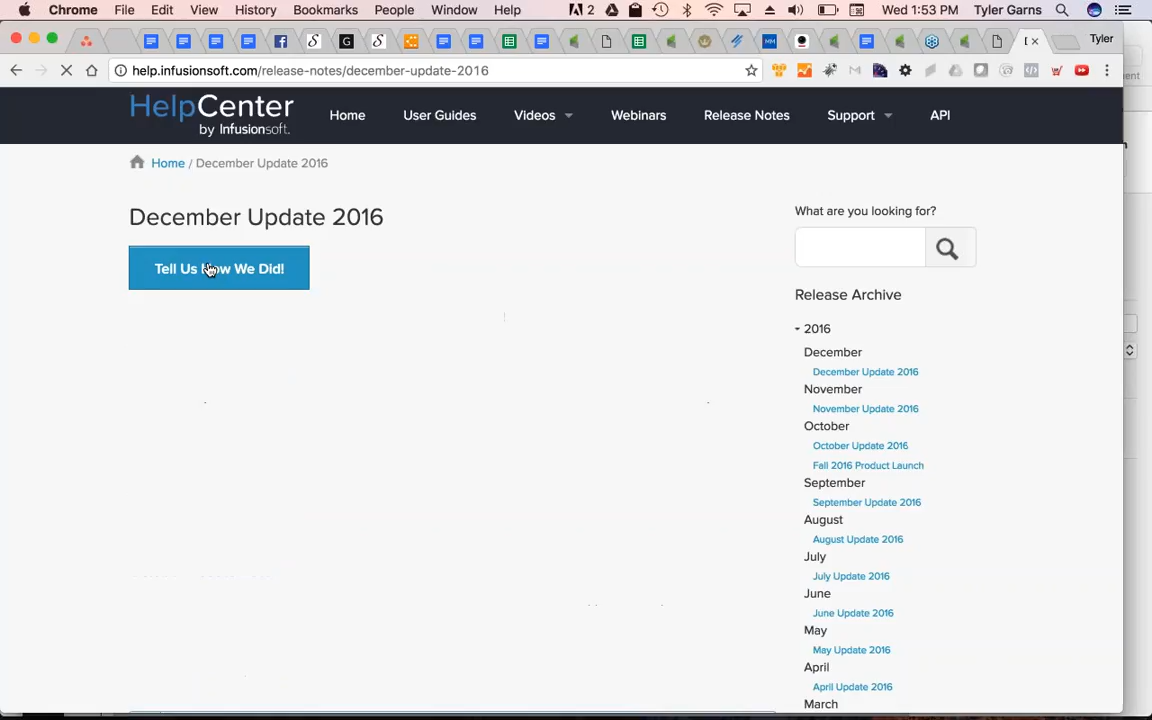 Chrome File Edit View History Bookmarks People Window Help 2 Wed 1:53 PM Tyler Garns
Tyler
help.infusionsoft.com/release-notes/december-update-2016
HelpCenter
by Infusionsoft.
Home User Guides Videos Webinars Release Notes Support API
Home / December Update 2016
December Update 2016
What are you looking for?
Tell Us How We Did!
Release Archive
2016
December
December Update 2016
November
November Update 2016
October
October Update 2016
Fall 2016 Product Launch
September
September Update 2016
August
August Update 2016
July
July Update 2016
June
June Update 2016
May
May Update 2016
April
April Update 2016
March